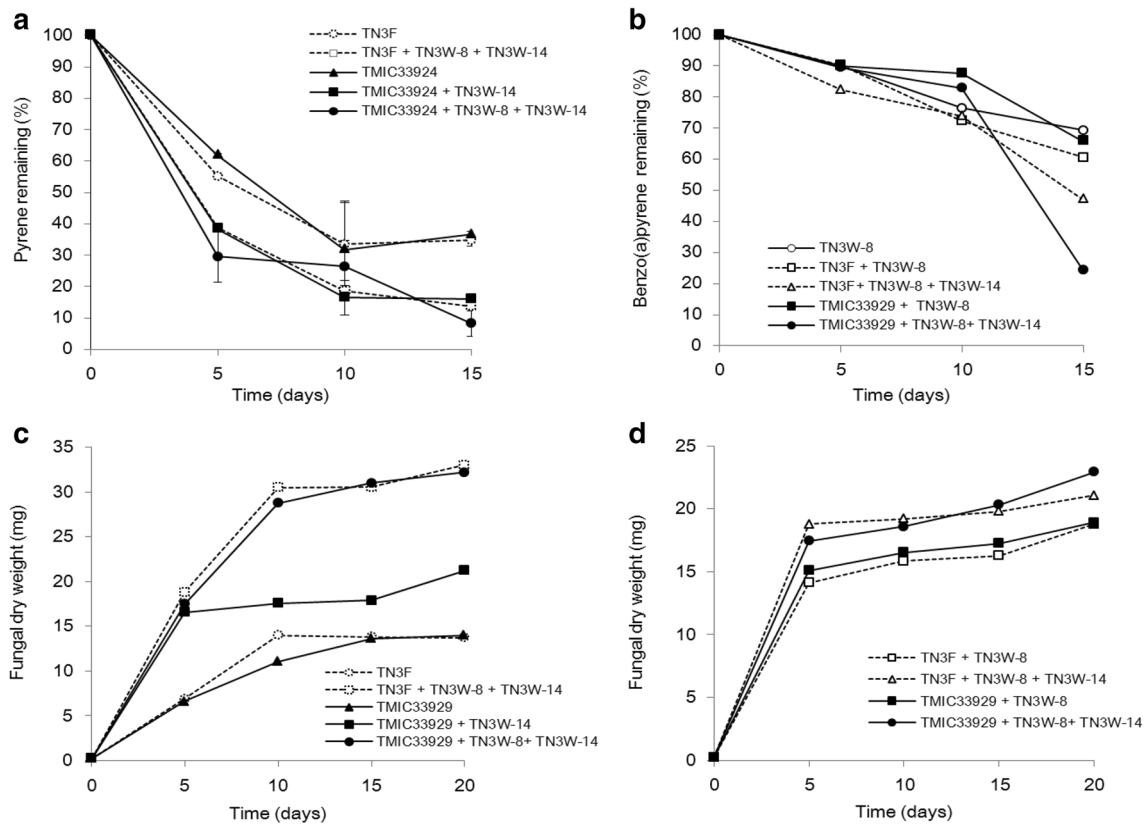 a
Pyrene remaining (%)
100
90
80
70
60
50
40
30
20
10
0
0 5 10 15
Time (days)
TN3F
TN3F + TN3W-8 + TN3W-14
TMIC33924
TMIC33924 + TN3W-14
TMIC33924 + TN3W-8 + TN3W-14
b
Benzo(a)pyrene remaining (%)
100
90
80
70
60
50
40
30
20
10
0
0 5 10 15
Time (days)
TN3W-8
TN3F + TN3W-8
TN3F+ TN3W-8 + TN3W-14
TMIC33929 + TN3W-8
TMIC33929 + TN3W-8+ TN3W-14
c
Fungal dry weight (mg)
35
30
25
20
15
10
5
0
0 5 10 15 20
Time (days)
TN3F
TN3F + TN3W-8 + TN3W-14
TMIC33929
TMIC33929 + TN3W-14
TMIC33929 + TN3W-8+ TN3W-14
d
Fungal dry weight (mg)
25
20
15
10
5
0
0 5 10 15 20
Time (days)
TN3F + TN3W-8
TN3F + TN3W-8 + TN3W-14
TMIC33929 + TN3W-8
TMIC33929 + TN3W-8+ TN3W-14